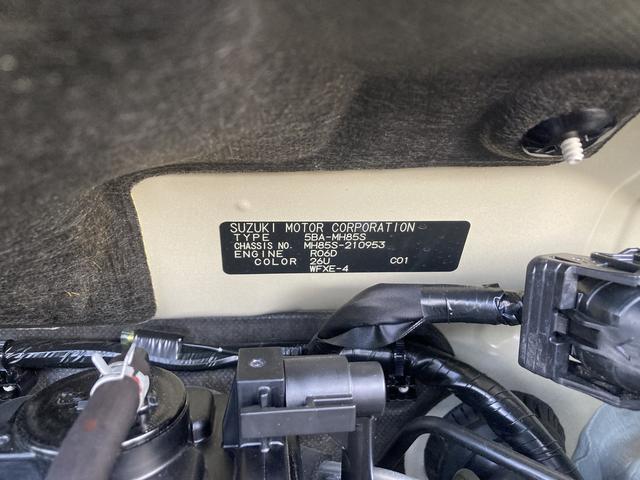 SUZUKI MOTOR CORPORATION
TYPE 5BA-MH85S
CHASSIS NO. MH85S-210953
ENGINE R06D
COLOR 26U C01
WFXE-4